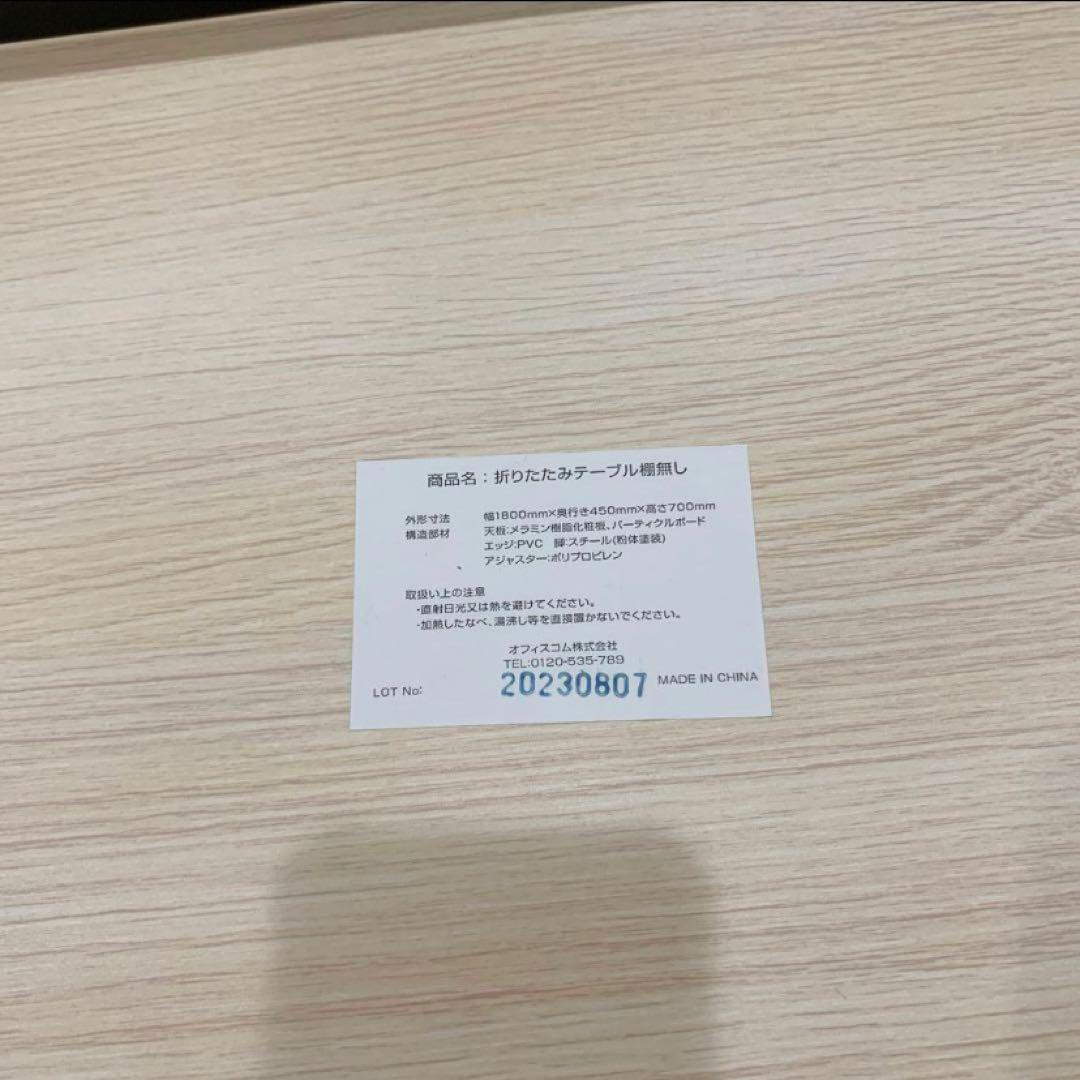 商品名：折りたたみテーブル棚無し
外形寸法 幅1800mm×奥行き450mm×高さ700mm
構造部材 天板:メラミン樹脂化粧板、パーティクルボード
エッジ:PVC 脚:スチール(粉体塗装)
アジャスター:ポリプロピレン
取扱い上の注意
・直射日光又は熱を避けてください。
・加熱したなべ、湯沸し等を直接置かないでください。
オフィスコム株式会社
TEL:0120-535-789
LOT No: 20230807 MADE IN CHINA